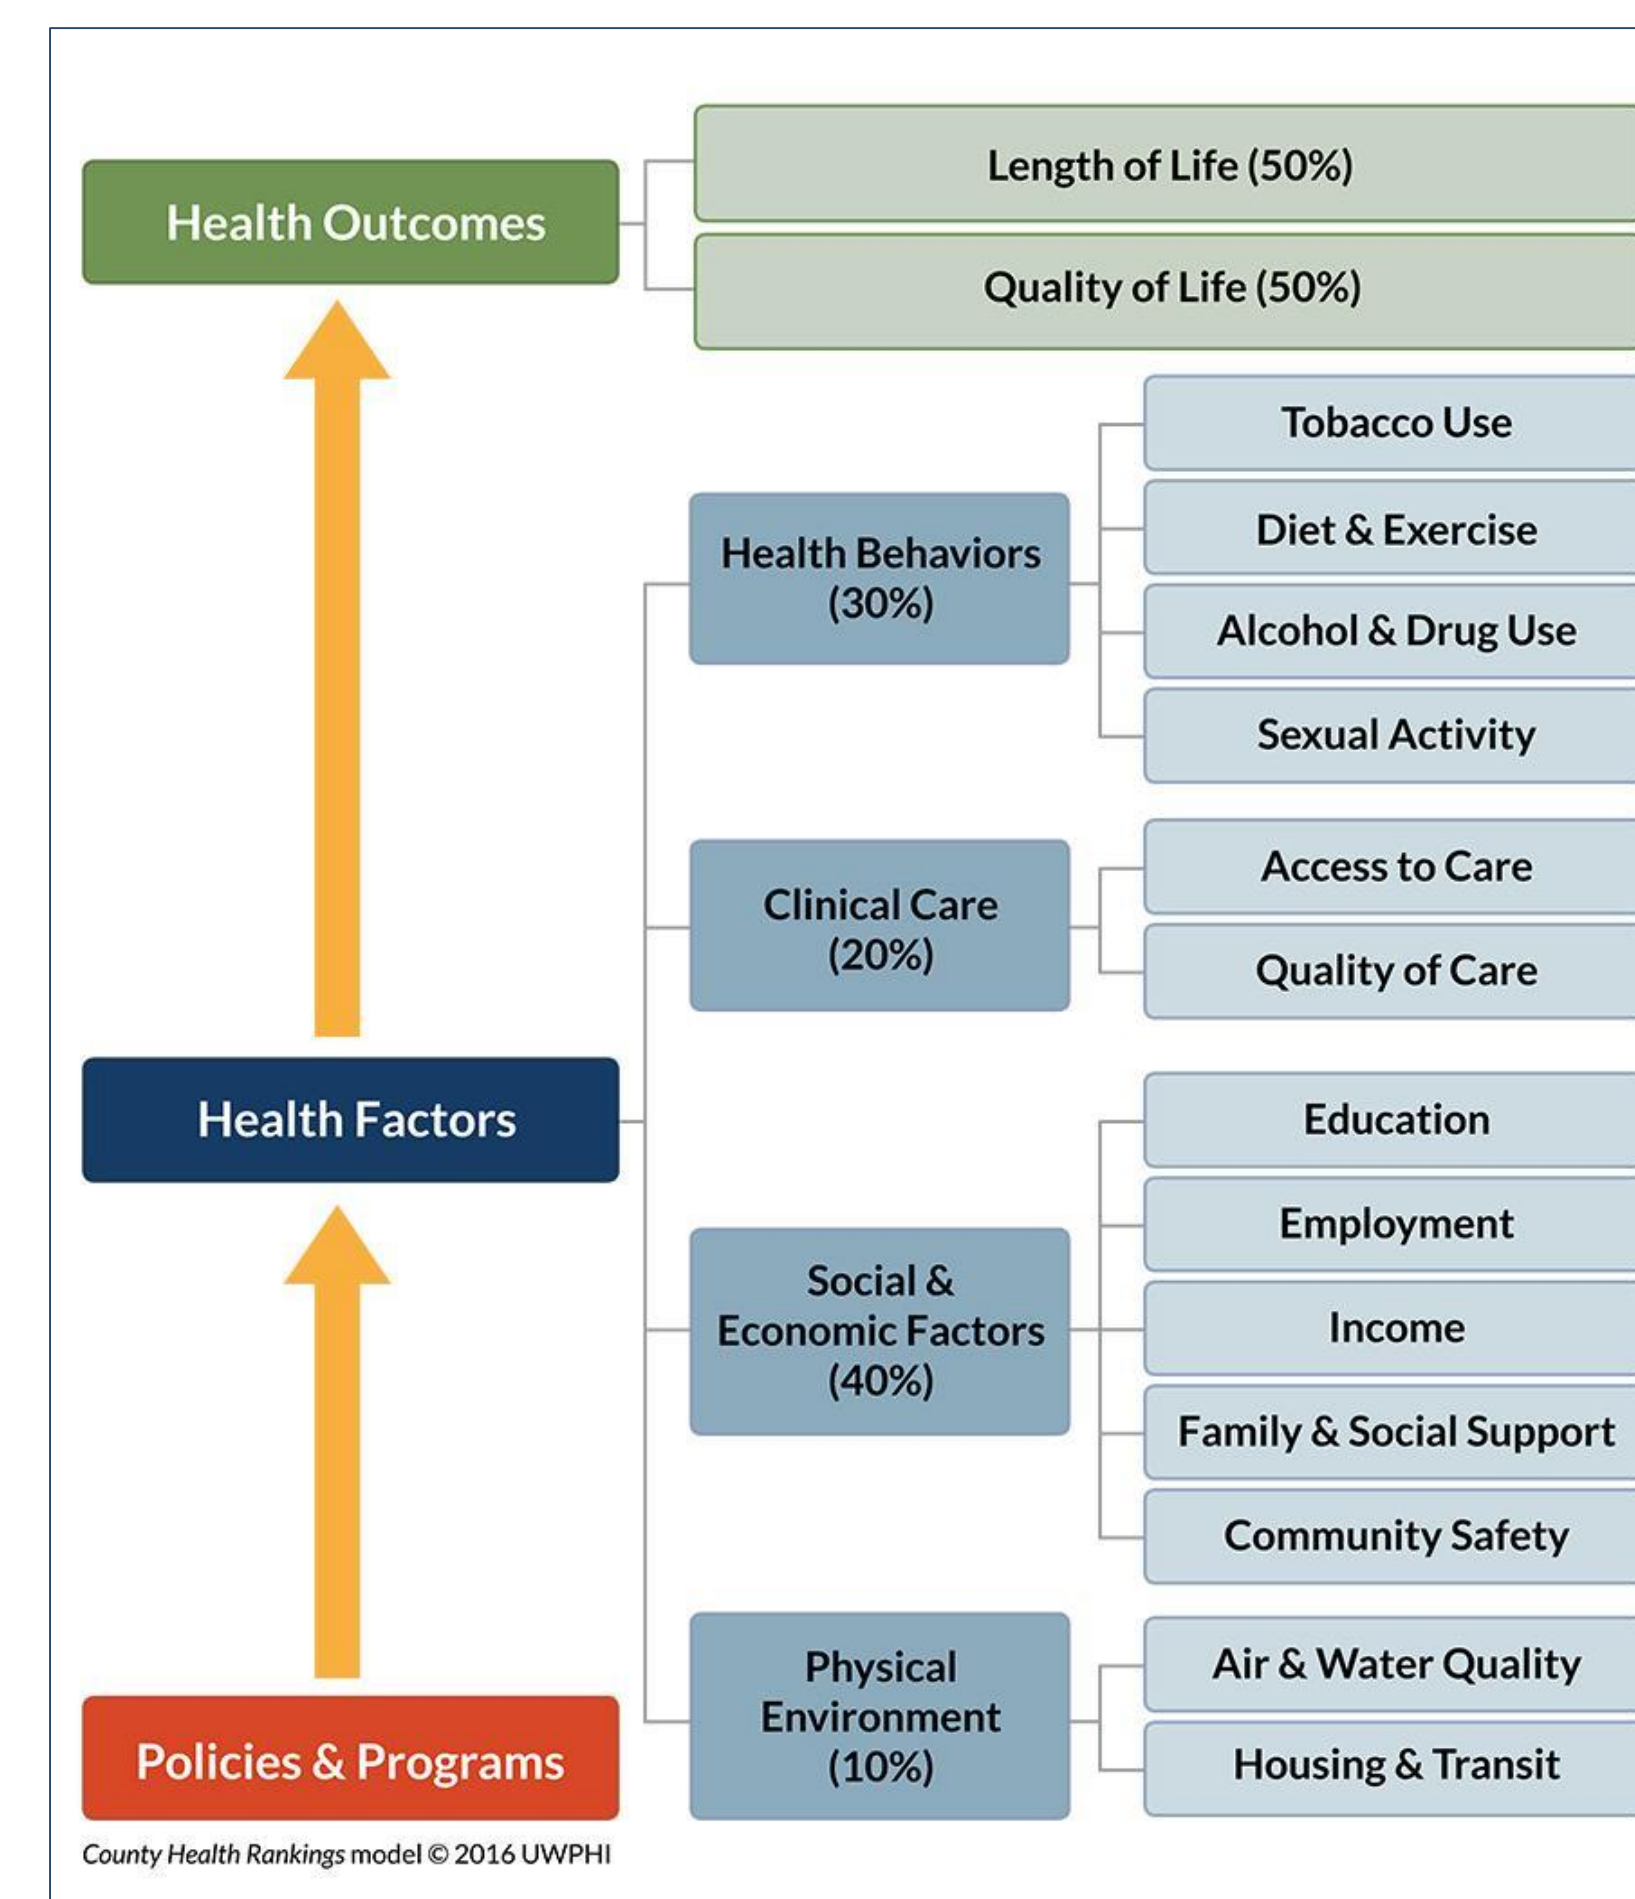 Health Outcomes
Length of Life (50%)
Quality of Life (50%)
Health Factors
Health Behaviors
(30%)
Tobacco Use
Diet & Exercise
Alcohol & Drug Use
Sexual Activity
Clinical Care
(20%)
Access to Care
Quality of Care
Social &
Economic Factors
(40%)
Education
Employment
Income
Family & Social Support
Community Safety
Physical
Environment
(10%)
Air & Water Quality
Housing & Transit
Policies & Programs
County Health Rankings model © 2016 UWPHI